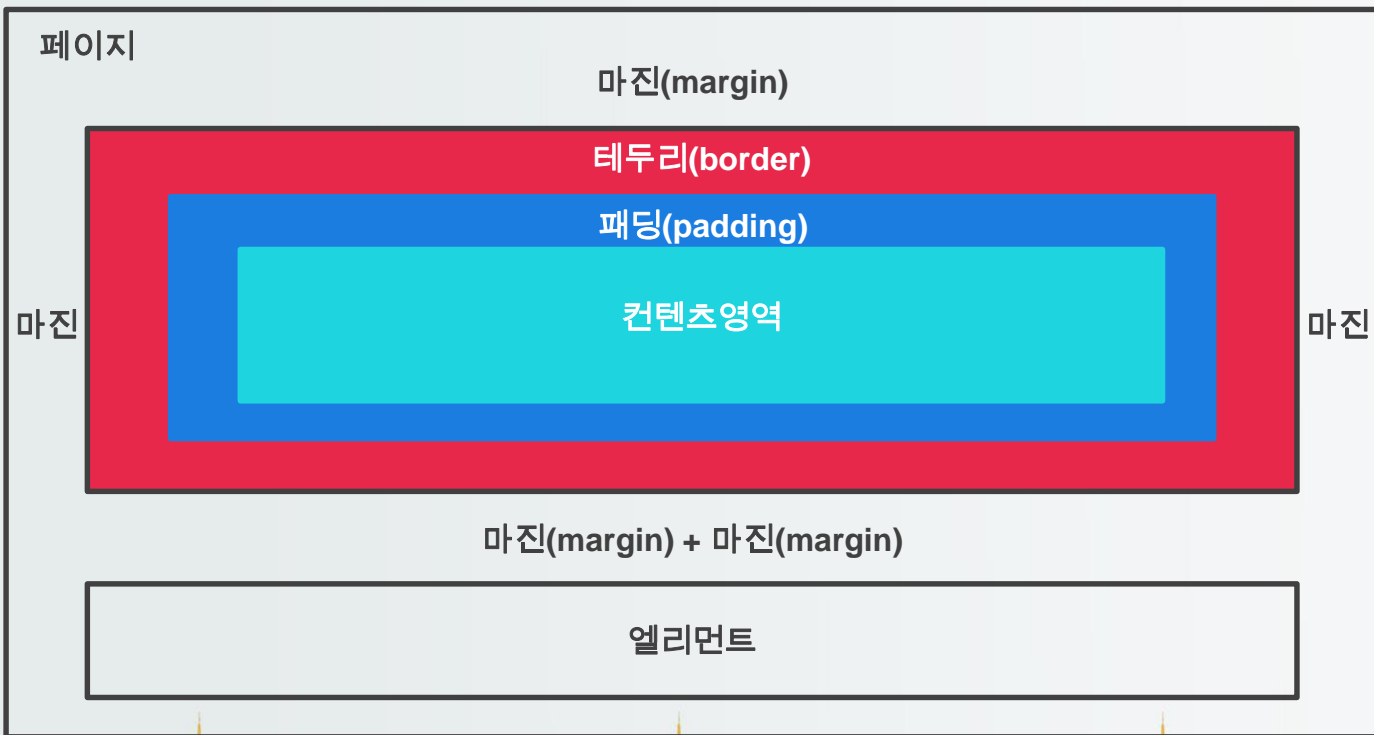 페이지
마진(margin)
테두리(border)
패딩(padding)
컨텐츠영역
마진
마진
마진(margin) + 마진(margin)
엘리먼트